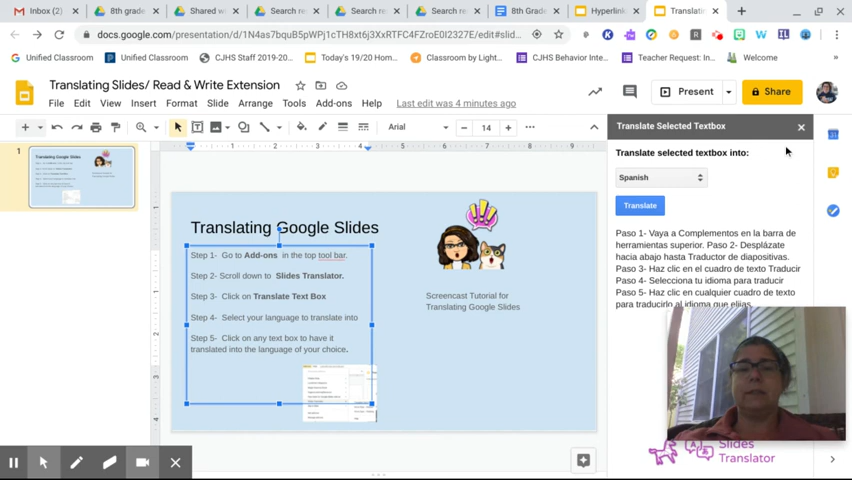 Inbox (2)
8th grade
Shared w
Search re
Search re
Search re
8th Grade
Hyperlink
Translatin
docs.google.com/presentation/d/1N4as7bquB5pWPj1cTH8xt6j3XxRTFC4FZroE0I2327E/edit#slid...
Unified Classroom
Unified Classroom
CJHS Staff 2019-20...
Today's 19/20 Hom...
Classroom by Light...
CJHS Behavior Inte...
Teacher Request: In...
Welcome
Translating Slides/ Read & Write Extension
File Edit View Insert Format Slide Arrange Tools Add-ons Help Last edit was 4 minutes ago
Present
Share
Arial
14
Translate Selected Textbox
Translate selected textbox into:
Spanish
Translate
Paso 1- Vaya a Complementos en la barra de
herramientas superior. Paso 2- Desplázate
hacia abajo hasta Traductor de diapositivas.
Paso 3- Haz clic en el cuadro de texto Traducir
Paso 4- Selecciona tu idioma para traducir
Paso 5- Haz clic en cualquier cuadro de texto
para traducirlo al idioma que elijas.
1
Translating Google Slides
Step 1- Go to Add-ons in the top tool bar.
Step 2- Scroll down to Slides Translator.
Step 3- Click on Translate Text Box
Step 4- Select your language to translate into
Step 5- Click on any text box to have it
translated into the language of your choice.
Screencast Tutorial for
Translating Google Slides
Slides
Translator